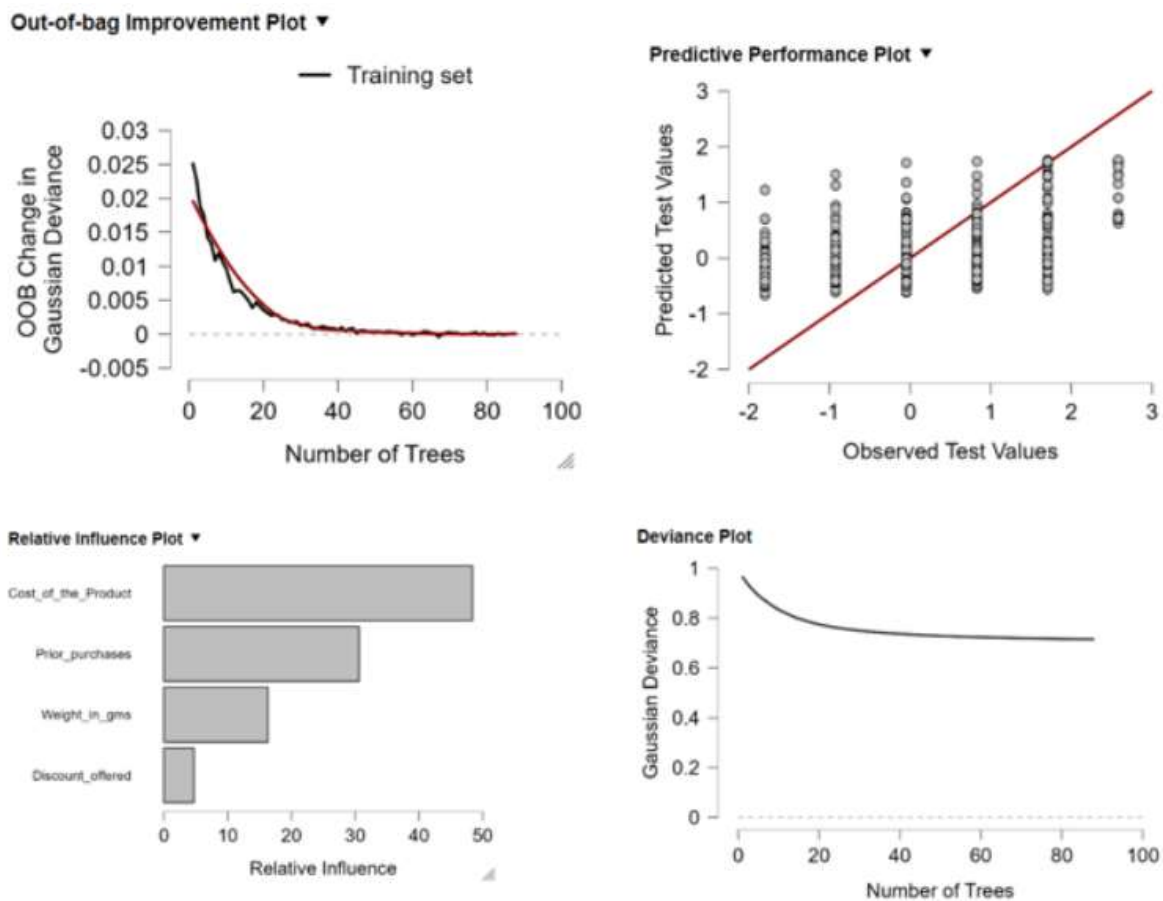 Out-of-bag Improvement Plot ▼
Training set
OOB Change in
Gaussian Deviance
0.03
0.025
0.02
0.015
0.01
0.005
0
-0.005
0 20 40 60 80 100
Number of Trees
Predictive Performance Plot ▼
Predicted Test Values
3
2
1
0
-1
-2
-2 -1 0 1 2 3
Observed Test Values
Relative Influence Plot ▼
Cost_of_the_Product
Prior_purchases
Weight_in_gms
Discount_offered
0 10 20 30 40 50
Relative Influence
Deviance Plot
Gaussian Deviance
1
0.8
0.6
0.4
0.2
0
0 20 40 60 80 100
Number of Trees